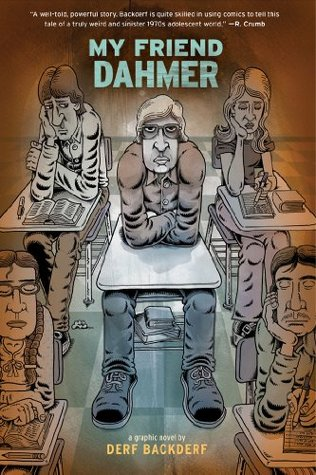 "A well-told, powerful story. Backderf is quite skilled in using comics to tell this
tale of a truly weird and sinister 1970s adolescent world." —R. Crumb
MY FRIEND
DAHMER
a graphic novel by
DERF BACKDERF